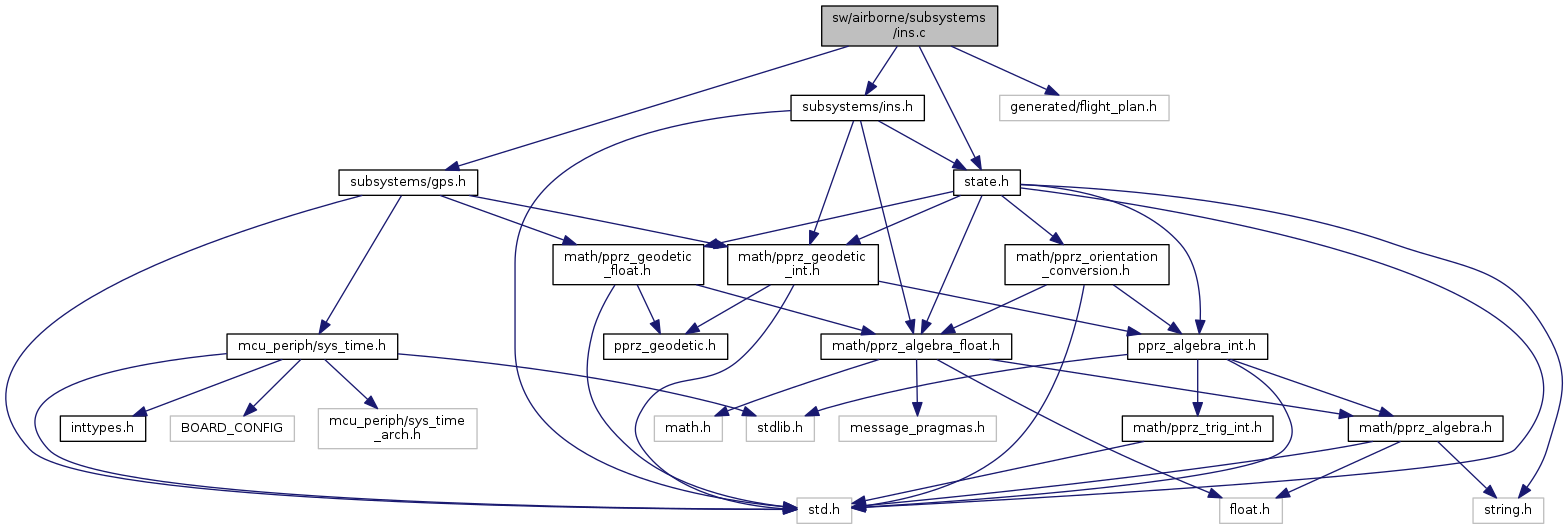 sw/airborne/subsystems
/ins.c
subsystems/ins.h
generated/flight_plan.h
subsystems/gps.h
state.h
math/pprz_geodetic
_float.h
math/pprz_geodetic
_int.h
math/pprz_orientation
_conversion.h
mcu_periph/sys_time.h
pprz_geodetic.h
math/pprz_algebra_float.h
pprz_algebra_int.h
inttypes.h
BOARD_CONFIG
mcu_periph/sys_time
_arch.h
math.h
stdlib.h
message_pragmas.h
math/pprz_trig_int.h
math/pprz_algebra.h
std.h
float.h
string.h